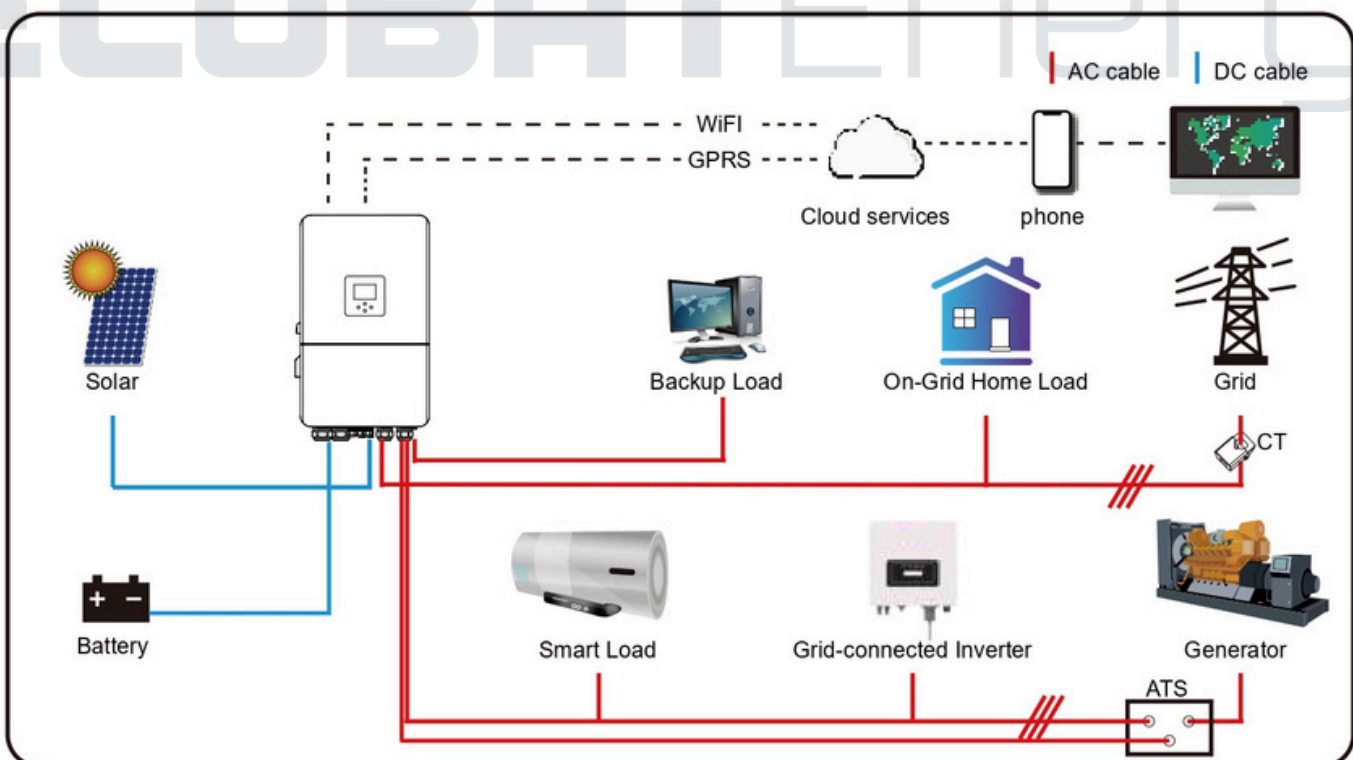 AC cable
DC cable
WiFI
GPRS
Cloud services
phone
Solar
Backup Load
On-Grid Home Load
Grid
CT
Battery
Smart Load
Grid-connected Inverter
Generator
ATS